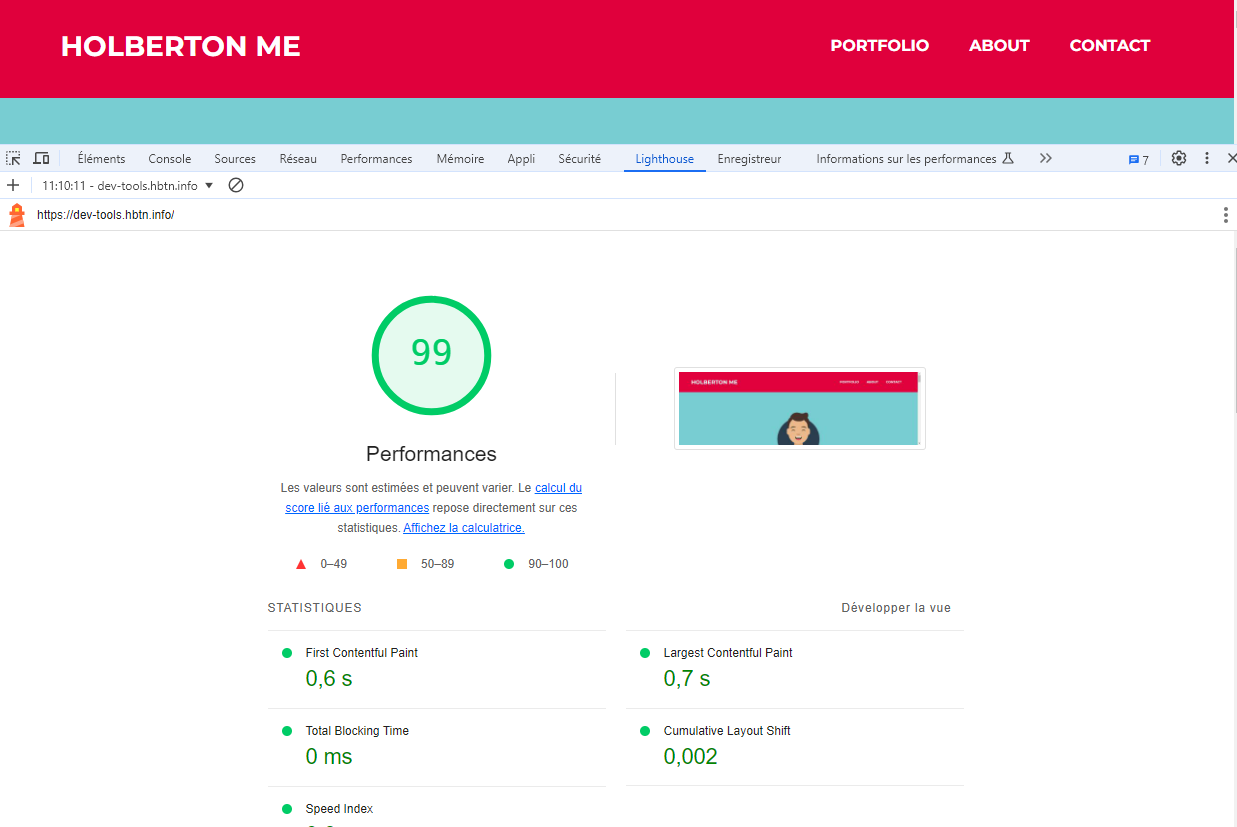 HOLBERTON ME
PORTFOLIO ABOUT CONTACT
Éléments Console Sources Réseau Performances Mémoire Appli Sécurité Lighthouse Enregistreur Informations sur les performances 7
11:10:11 - dev-tools.hbtn.info
https://dev-tools.hbtn.info/
99
Performances
Les valeurs sont estimées et peuvent varier. Le calcul du
score lié aux performances repose directement sur ces
statistiques. Affichez la calculatrice.
0–49 50–89 90–100
HOLBERTON ME PORTFOLIO ABOUT CONTACT
STATISTIQUES
Développer la vue
First Contentful Paint
0,6 s
Largest Contentful Paint
0,7 s
Total Blocking Time
0 ms
Cumulative Layout Shift
0,002
Speed Index